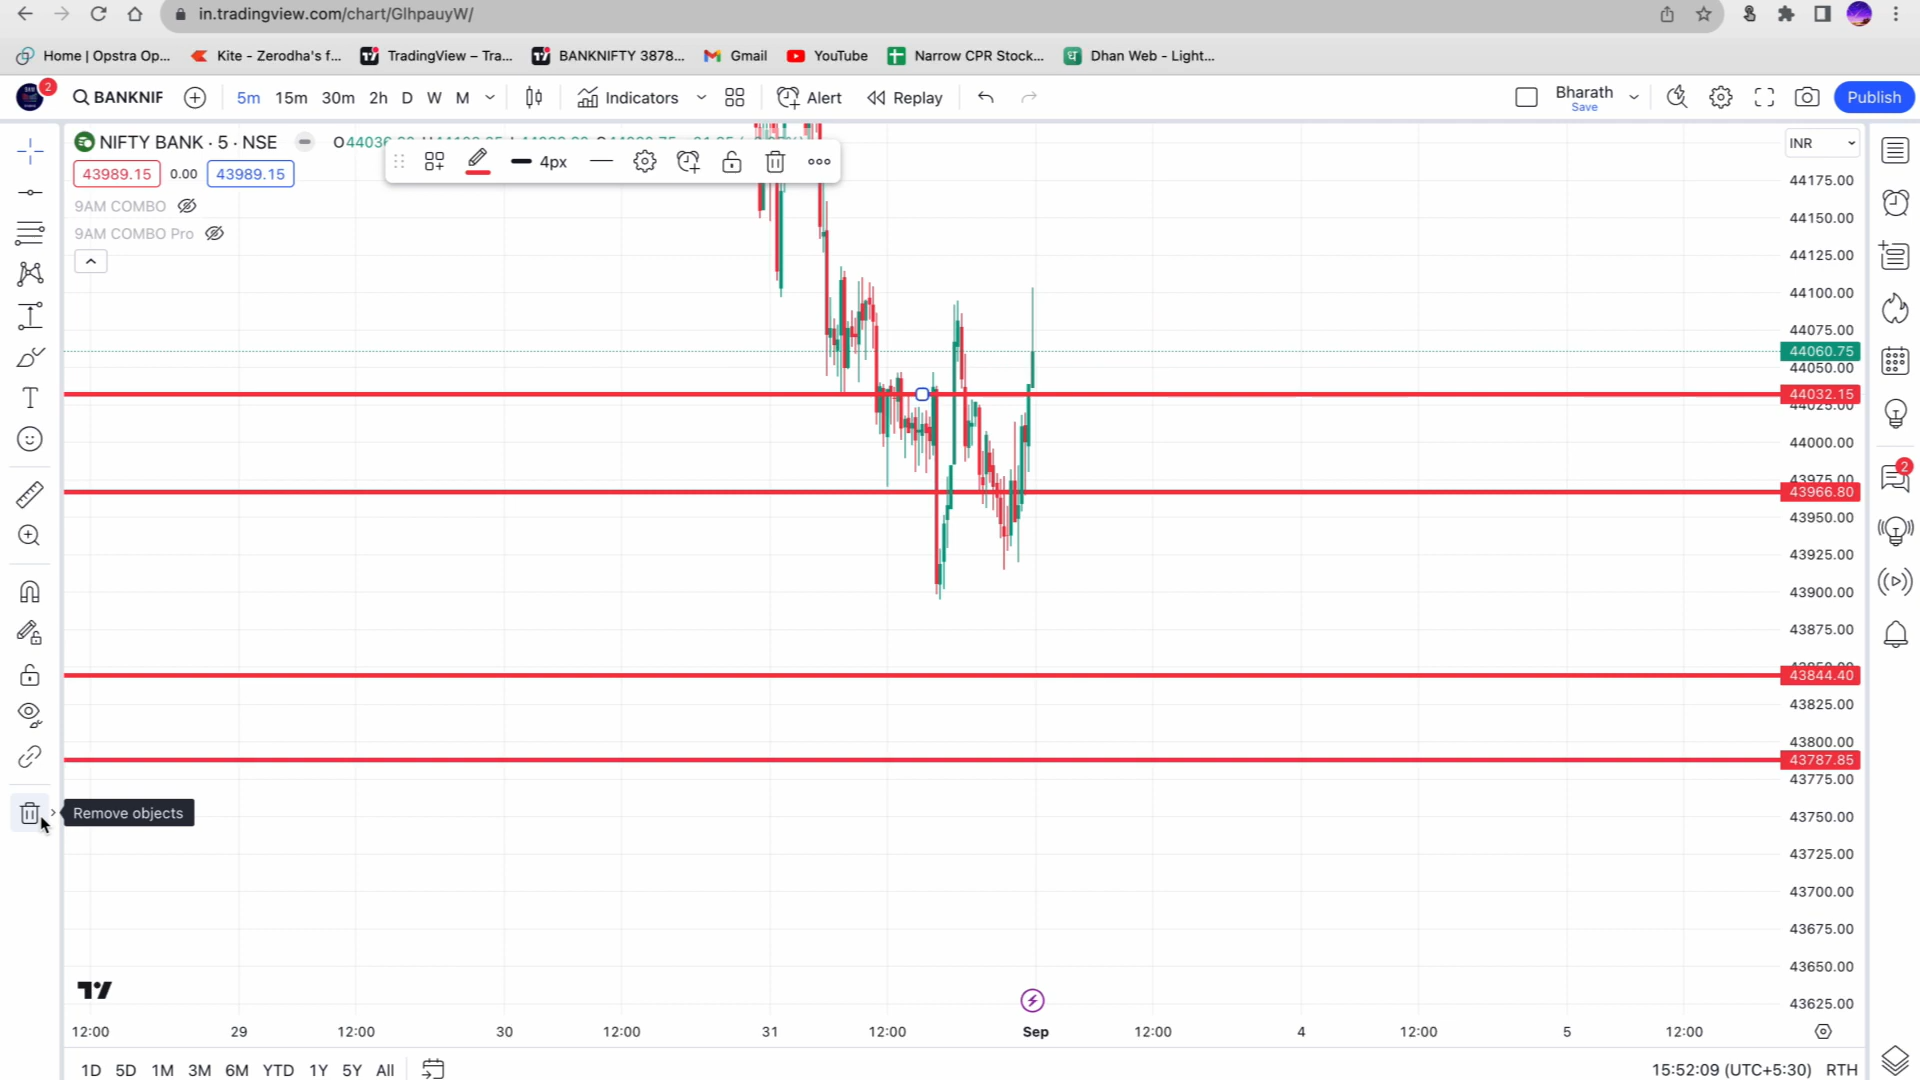 in.tradingview.com/chart/GlhpauyW/
Home | Opstra Op... Kite - Zerodha's f... TradingView – Tra... BANKNIFTY 3878... Gmail YouTube Narrow CPR Stock... Dhan Web - Light...
2 BANKNIF 5m 15m 30m 2h D W M Indicators Alert Replay Bharath Save Publish
NIFTY BANK · 5 · NSE
INR
4px
43989.15 0.00 43989.15
9AM COMBO
9AM COMBO Pro
44175.00
44150.00
44125.00
44100.00
44075.00
44060.75
44050.00
44032.15
44025.00
44000.00
43975.00
43966.80
43950.00
43925.00
43900.00
43875.00
43844.40
43825.00
43800.00
43787.85
43775.00
43750.00
43725.00
43700.00
43675.00
43650.00
43625.00
2
T
Remove objects
12:00 29 12:00 30 12:00 31 12:00 Sep 12:00 4 12:00 5 12:00
1D 5D 1M 3M 6M YTD 1Y 5Y All 15:52:09 (UTC+5:30) RTH